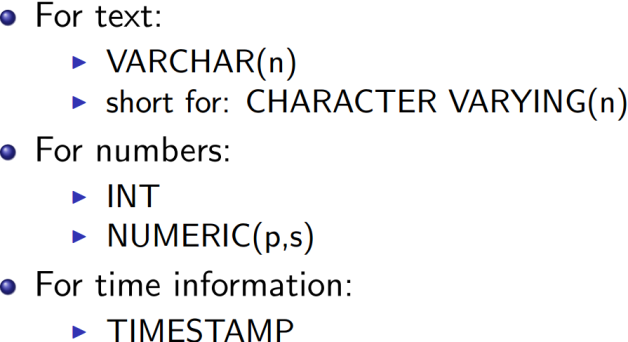 For text:
VARCHAR(n)
short for: CHARACTER VARYING(n)
For numbers:
INT
NUMERIC(p,s)
For time information:
TIMESTAMP